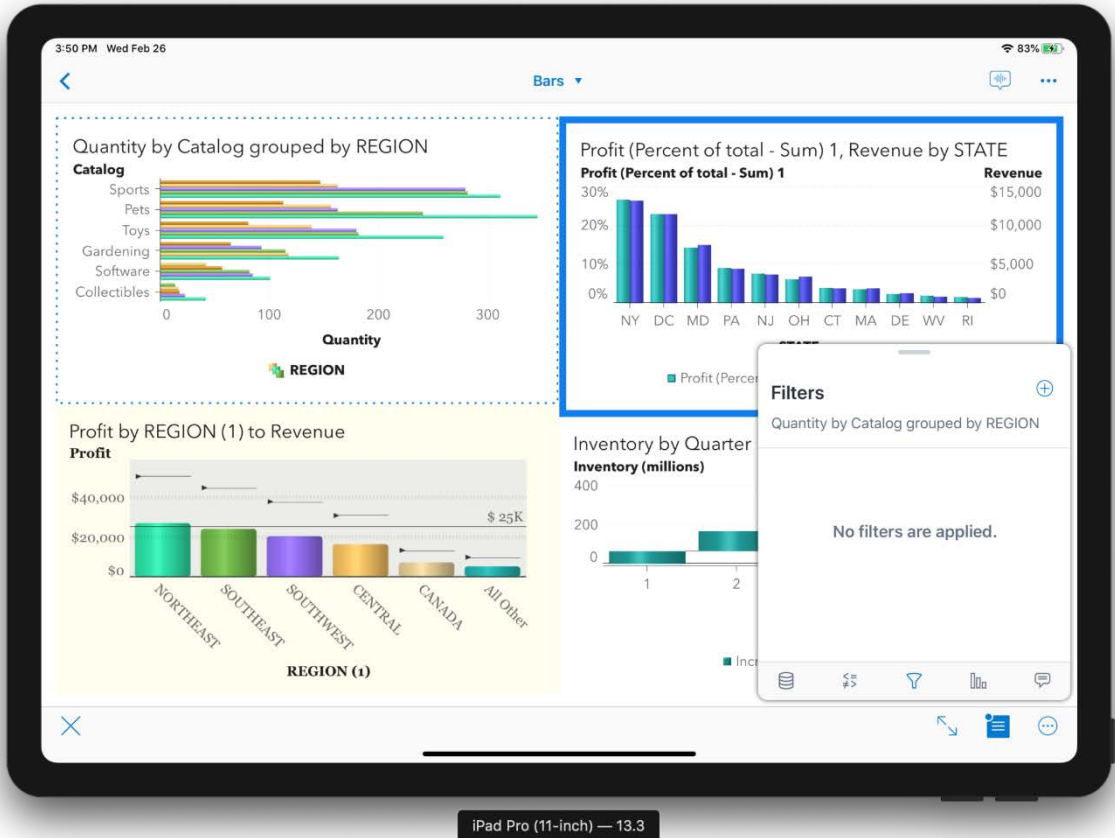 3:50 PM Wed Feb 26
83%
Bars
Quantity by Catalog grouped by REGION
Catalog
Sports
Pets
Toys
Gardening
Software
Collectibles
0 100 200 300
Quantity
REGION
Profit (Percent of total - Sum) 1, Revenue by STATE
Profit (Percent of total - Sum) 1 Revenue
30% $15,000
20% $10,000
10% $5,000
0% $0
NY DC MD PA NJ OH CT MA DE WV RI
Profit (Percen
Profit by REGION (1) to Revenue
Profit
$40,000
$ 25K
$20,000
$0
NORTHEAST SOUTHEAST SOUTHWEST CENTRAL CANADA All Other
REGION (1)
Inventory by Quarter
Inventory (millions)
400
200
0
1 2
Incr
Filters
Quantity by Catalog grouped by REGION
No filters are applied.
iPad Pro (11-inch) — 13.3